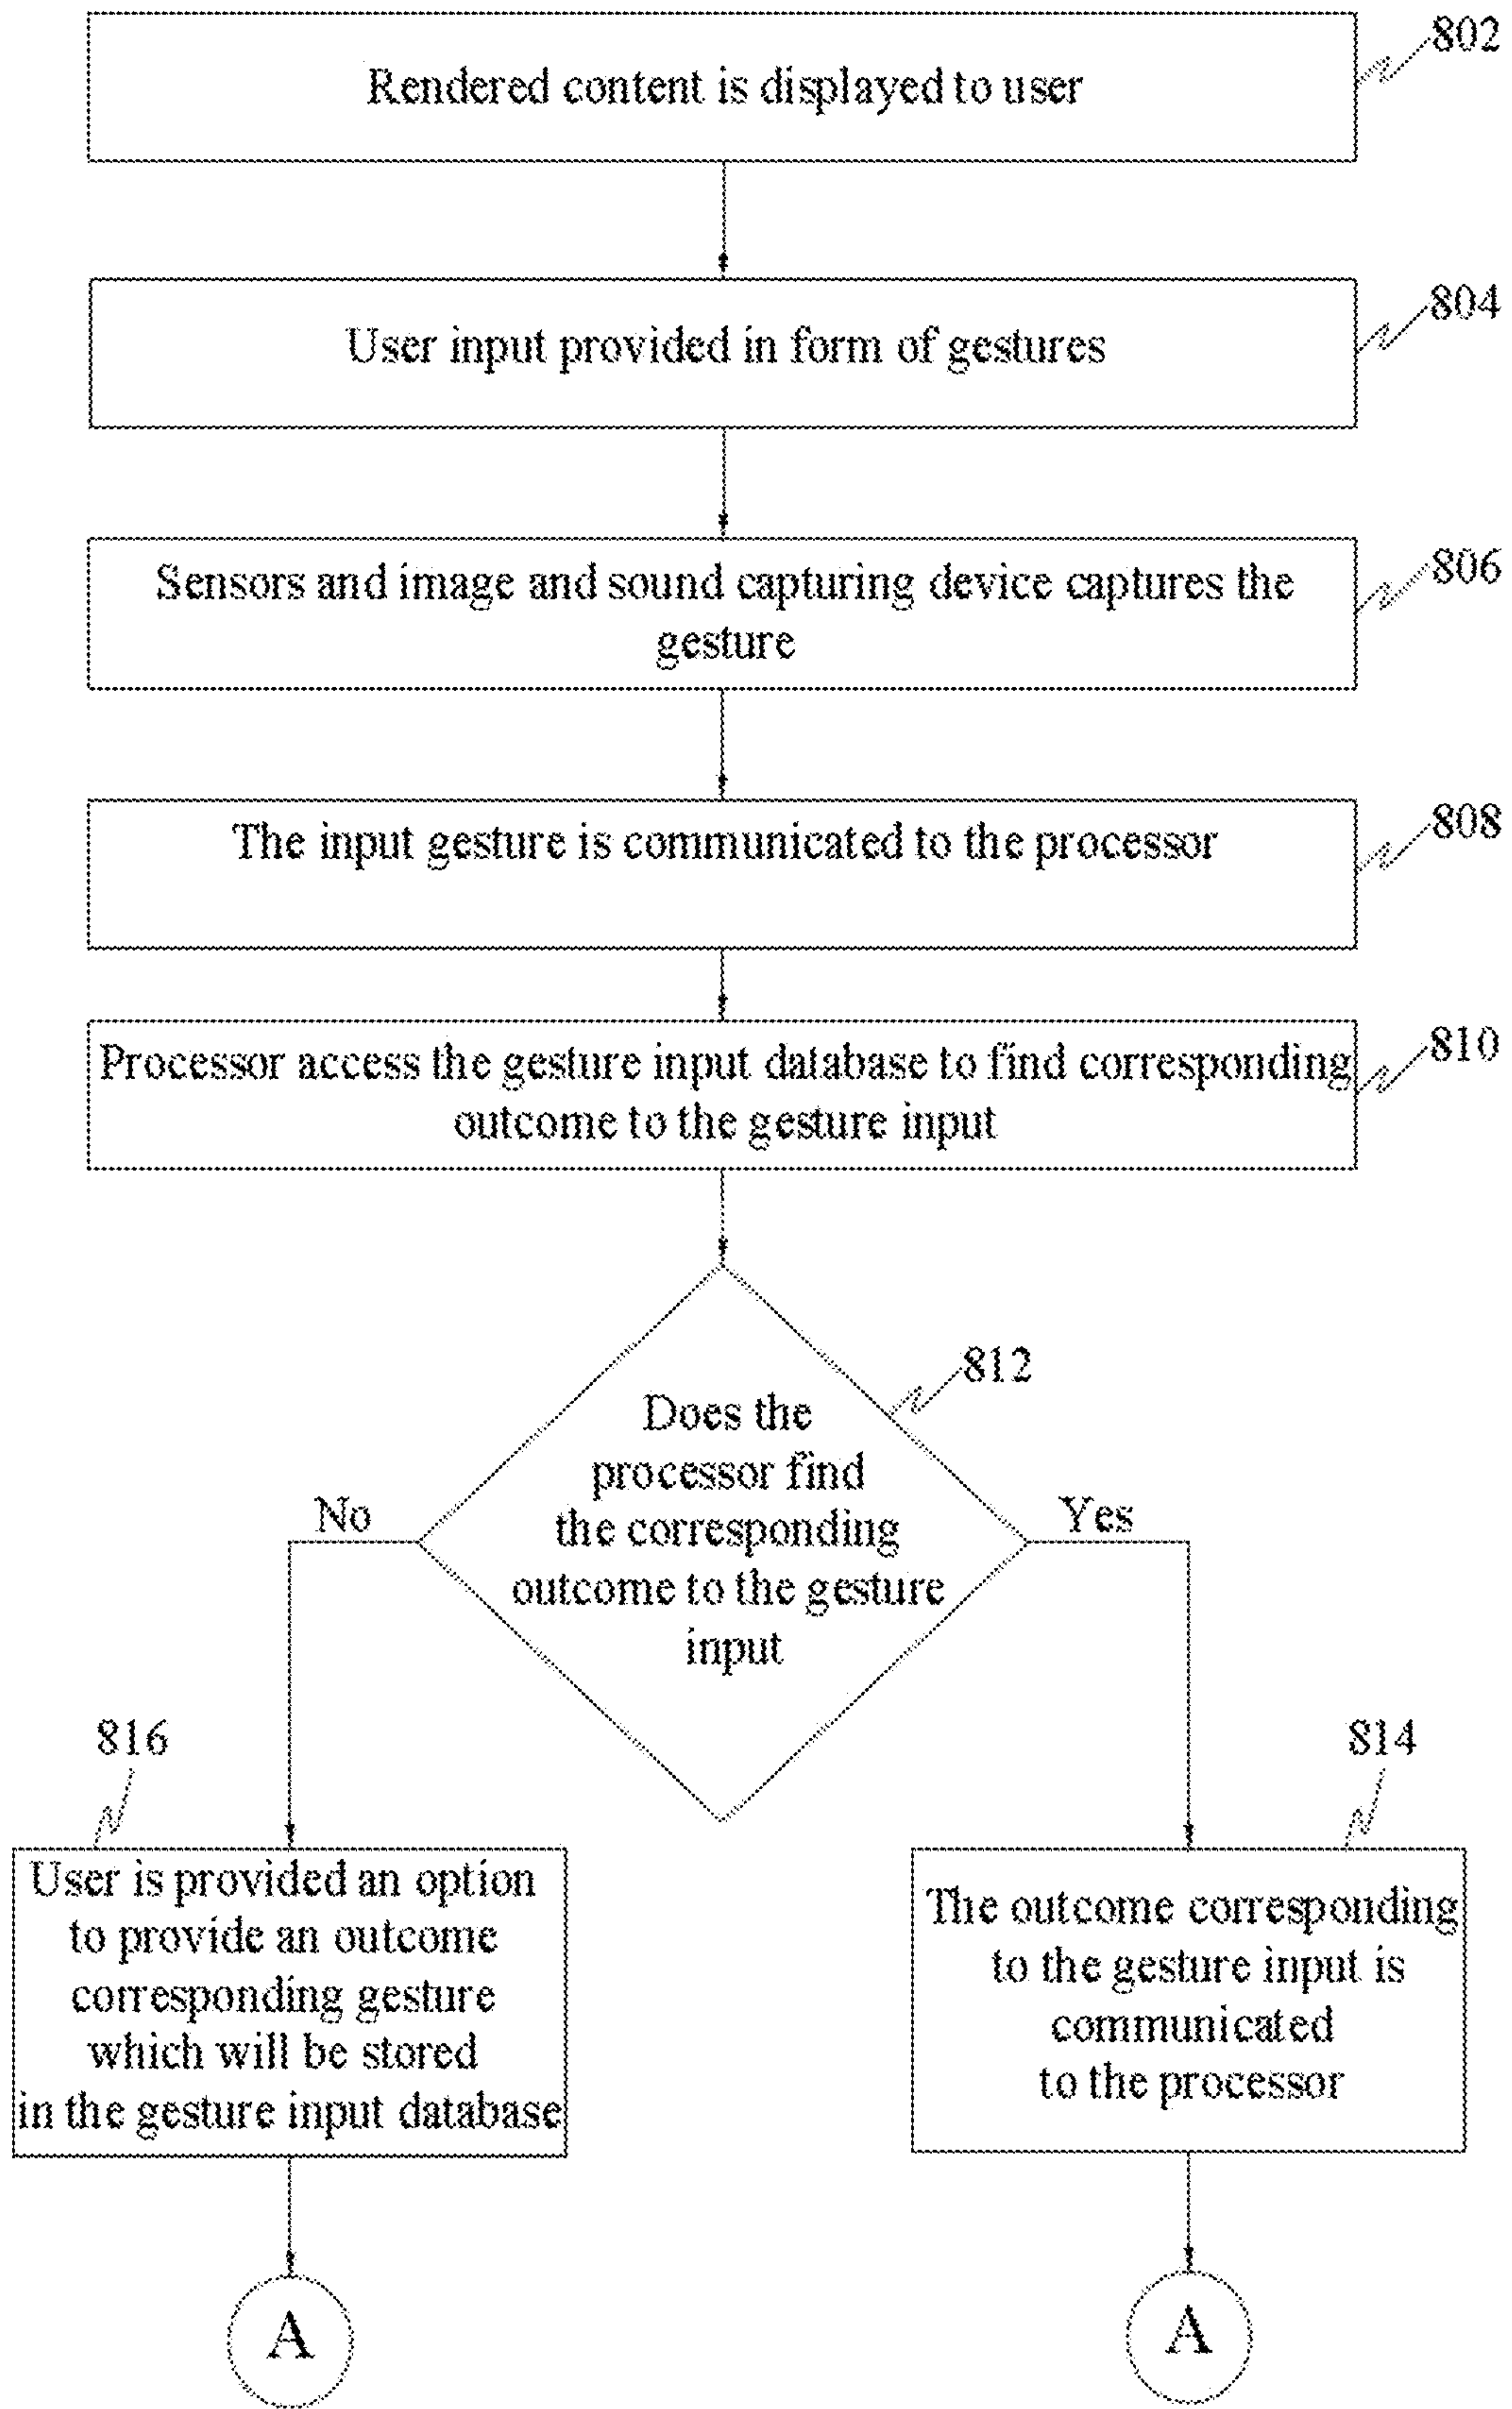 802
Rendered content is displayed to user
804
User input provided in form of gestures
806
Sensors and image and sound capturing device captures the
gesture
808
The input gesture is communicated to the processor
810
Processor access the gesture input database to find corresponding
outcome to the gesture input
812
Does the
processor find
the corresponding
outcome to the gesture
input
No
Yes
816
User is provided an option
to provide an outcome
corresponding gesture
which will be stored
in the gesture input database
814
The outcome corresponding
to the gesture input is
communicated
to the processor
A
A